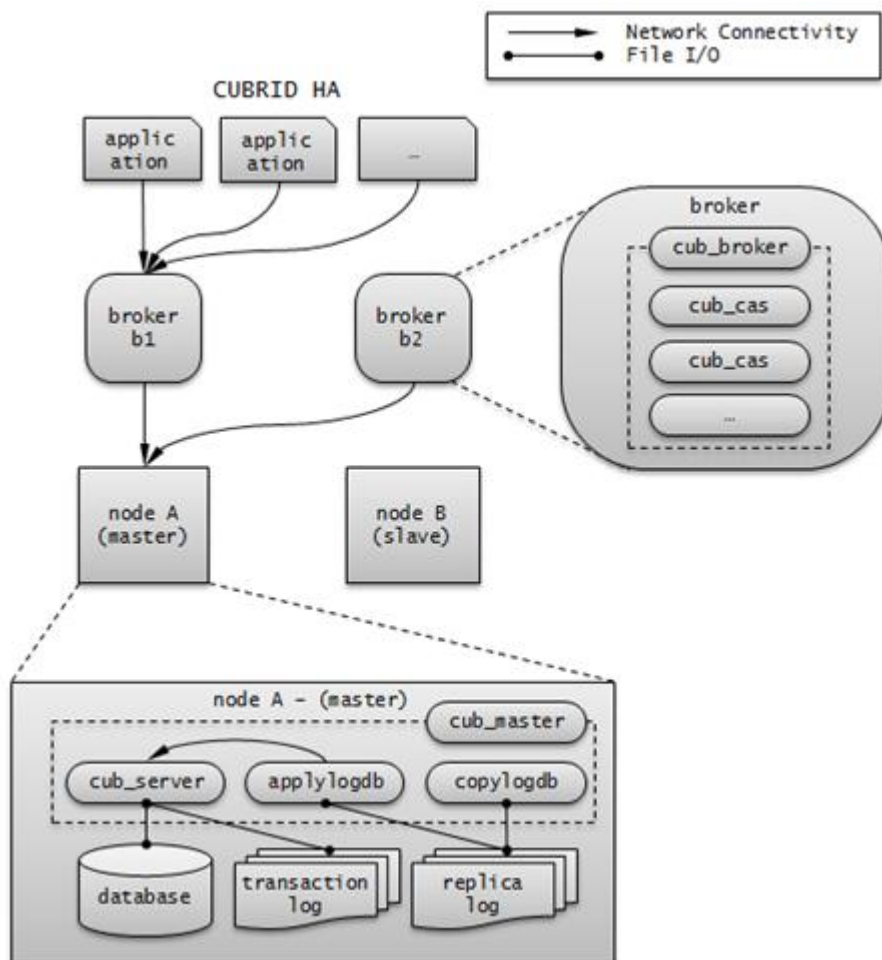 Network Connectivity
File I/O
CUBRID HA
applic
ation
applic
ation
…
broker
b1
broker
b2
broker
cub_broker
cub_cas
cub_cas
…
node A
(master)
node B
(slave)
node A - (master)
cub_master
cub_server
applylogdb
copylogdb
database
transaction
log
replica
log